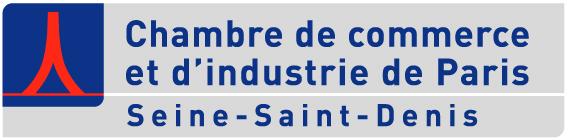 Chambre de commerce
et d’industrie de Paris
Seine-Saint-Denis